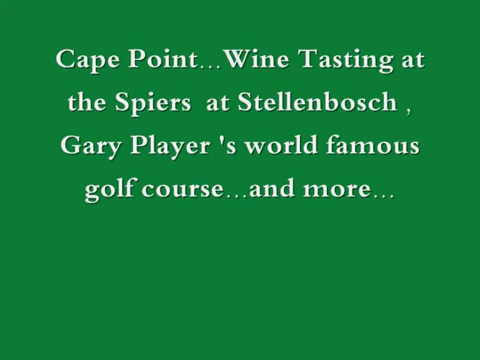 Cape Point...Wine Tasting at
the Spiers  at Stellenbosch ,
Gary Player 's world famous
golf course...and more...